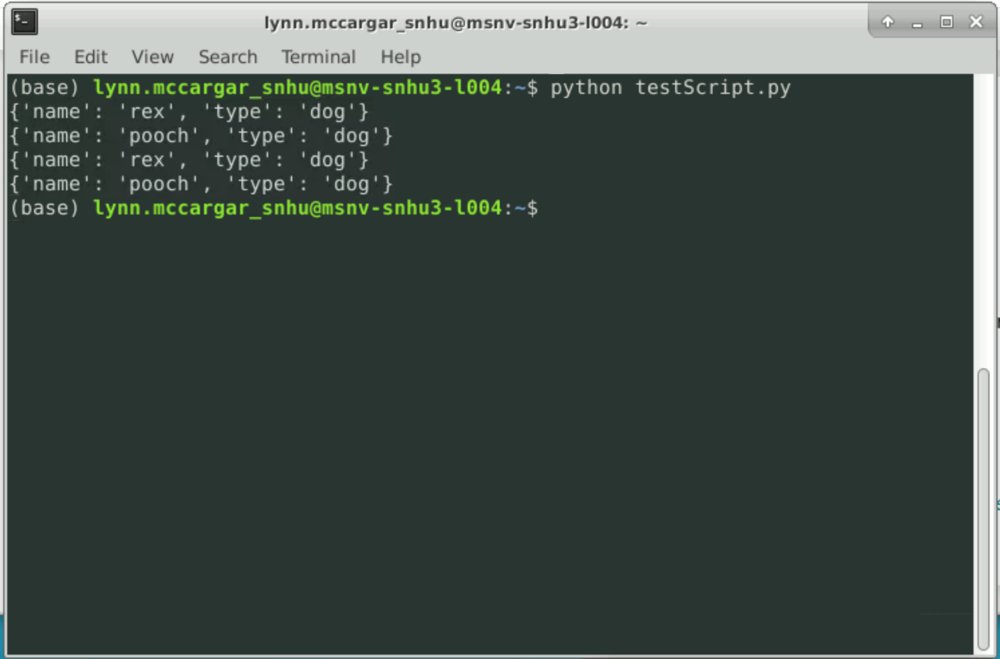 lynn.mccargar_snhu@msnv-snhu3-l004: ~
File Edit View Search Terminal Help
(base) lynn.mccargar_snhu@msnv-snhu3-l004:~$ python testScript.py
{'name': 'rex', 'type': 'dog'}
{'name': 'pooch', 'type': 'dog'}
{'name': 'rex', 'type': 'dog'}
{'name': 'pooch', 'type': 'dog'}
(base) lynn.mccargar_snhu@msnv-snhu3-l004:~$